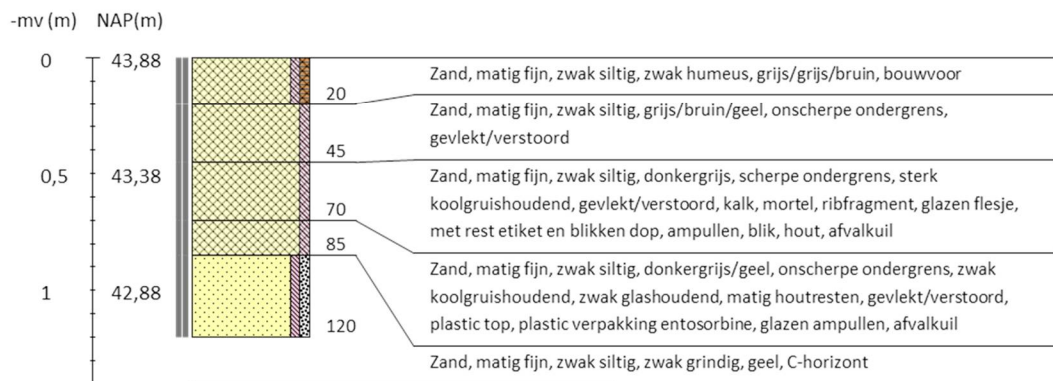 -mv (m) NAP(m)
0 43,88
Zand, matig fijn, zwak siltig, zwak humeus, grijs/grijs/bruin, bouwvoor
20
Zand, matig fijn, zwak siltig, grijs/bruin/geel, onscherpe ondergrens,
gevlekt/verstoord
45
0,5 43,38
Zand, matig fijn, zwak siltig, donkergrijs, scherpe ondergrens, sterk
koolgruishoudend, gevlekt/verstoord, kalk, mortel, ribfragment, glazen flesje,
met rest etiket en blikken dop, ampullen, blik, hout, afvalkuil
70
85
Zand, matig fijn, zwak siltig, donkergrijs/geel, onscherpe ondergrens, zwak
koolgruishoudend, zwak glashoudend, matig houtresten, gevlekt/verstoord,
plastic top, plastic verpakking entosorbine, glazen ampullen, afvalkuil
1 42,88
120
Zand, matig fijn, zwak siltig, zwak grindig, geel, C-horizont